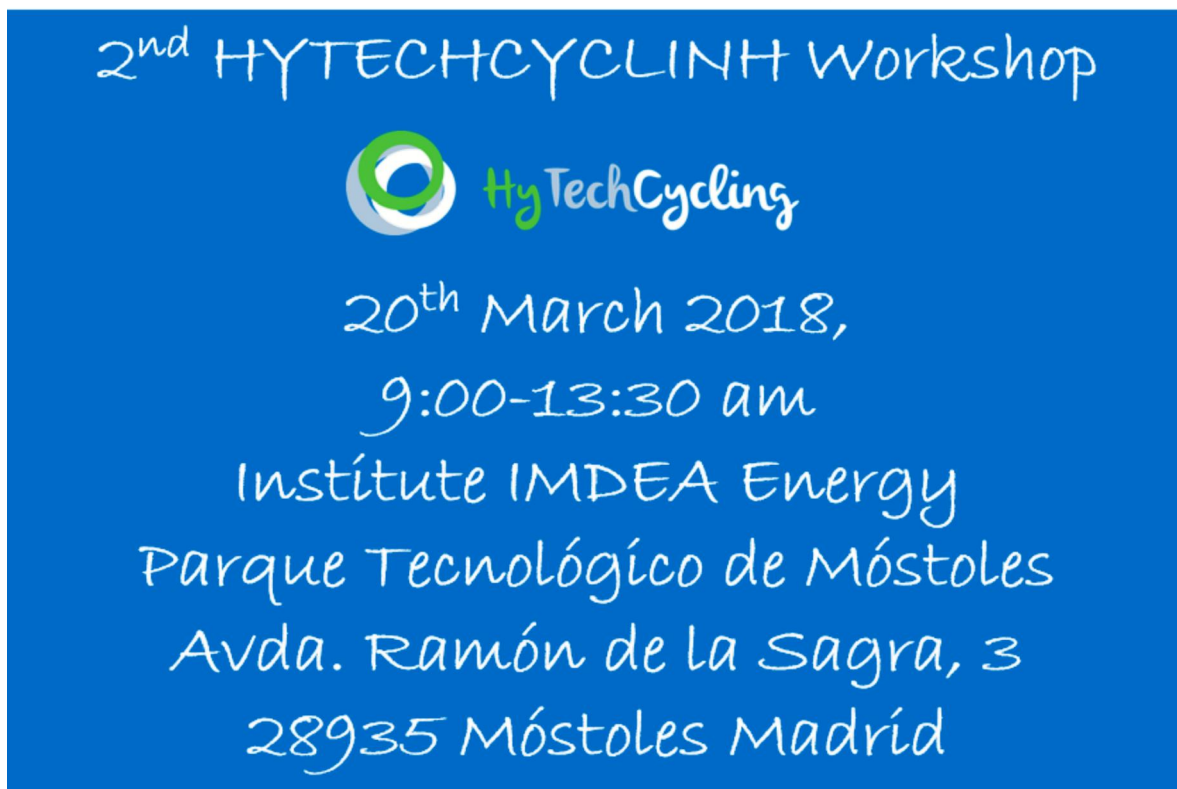 2nd HYTECHCYCLINH Workshop
HyTechCycling
20th March 2018,
9:00-13:30 am
Institute IMDEA Energy
Parque Tecnológico de Móstoles
Avda. Ramón de la Sagra, 3
28935 Móstoles Madrid